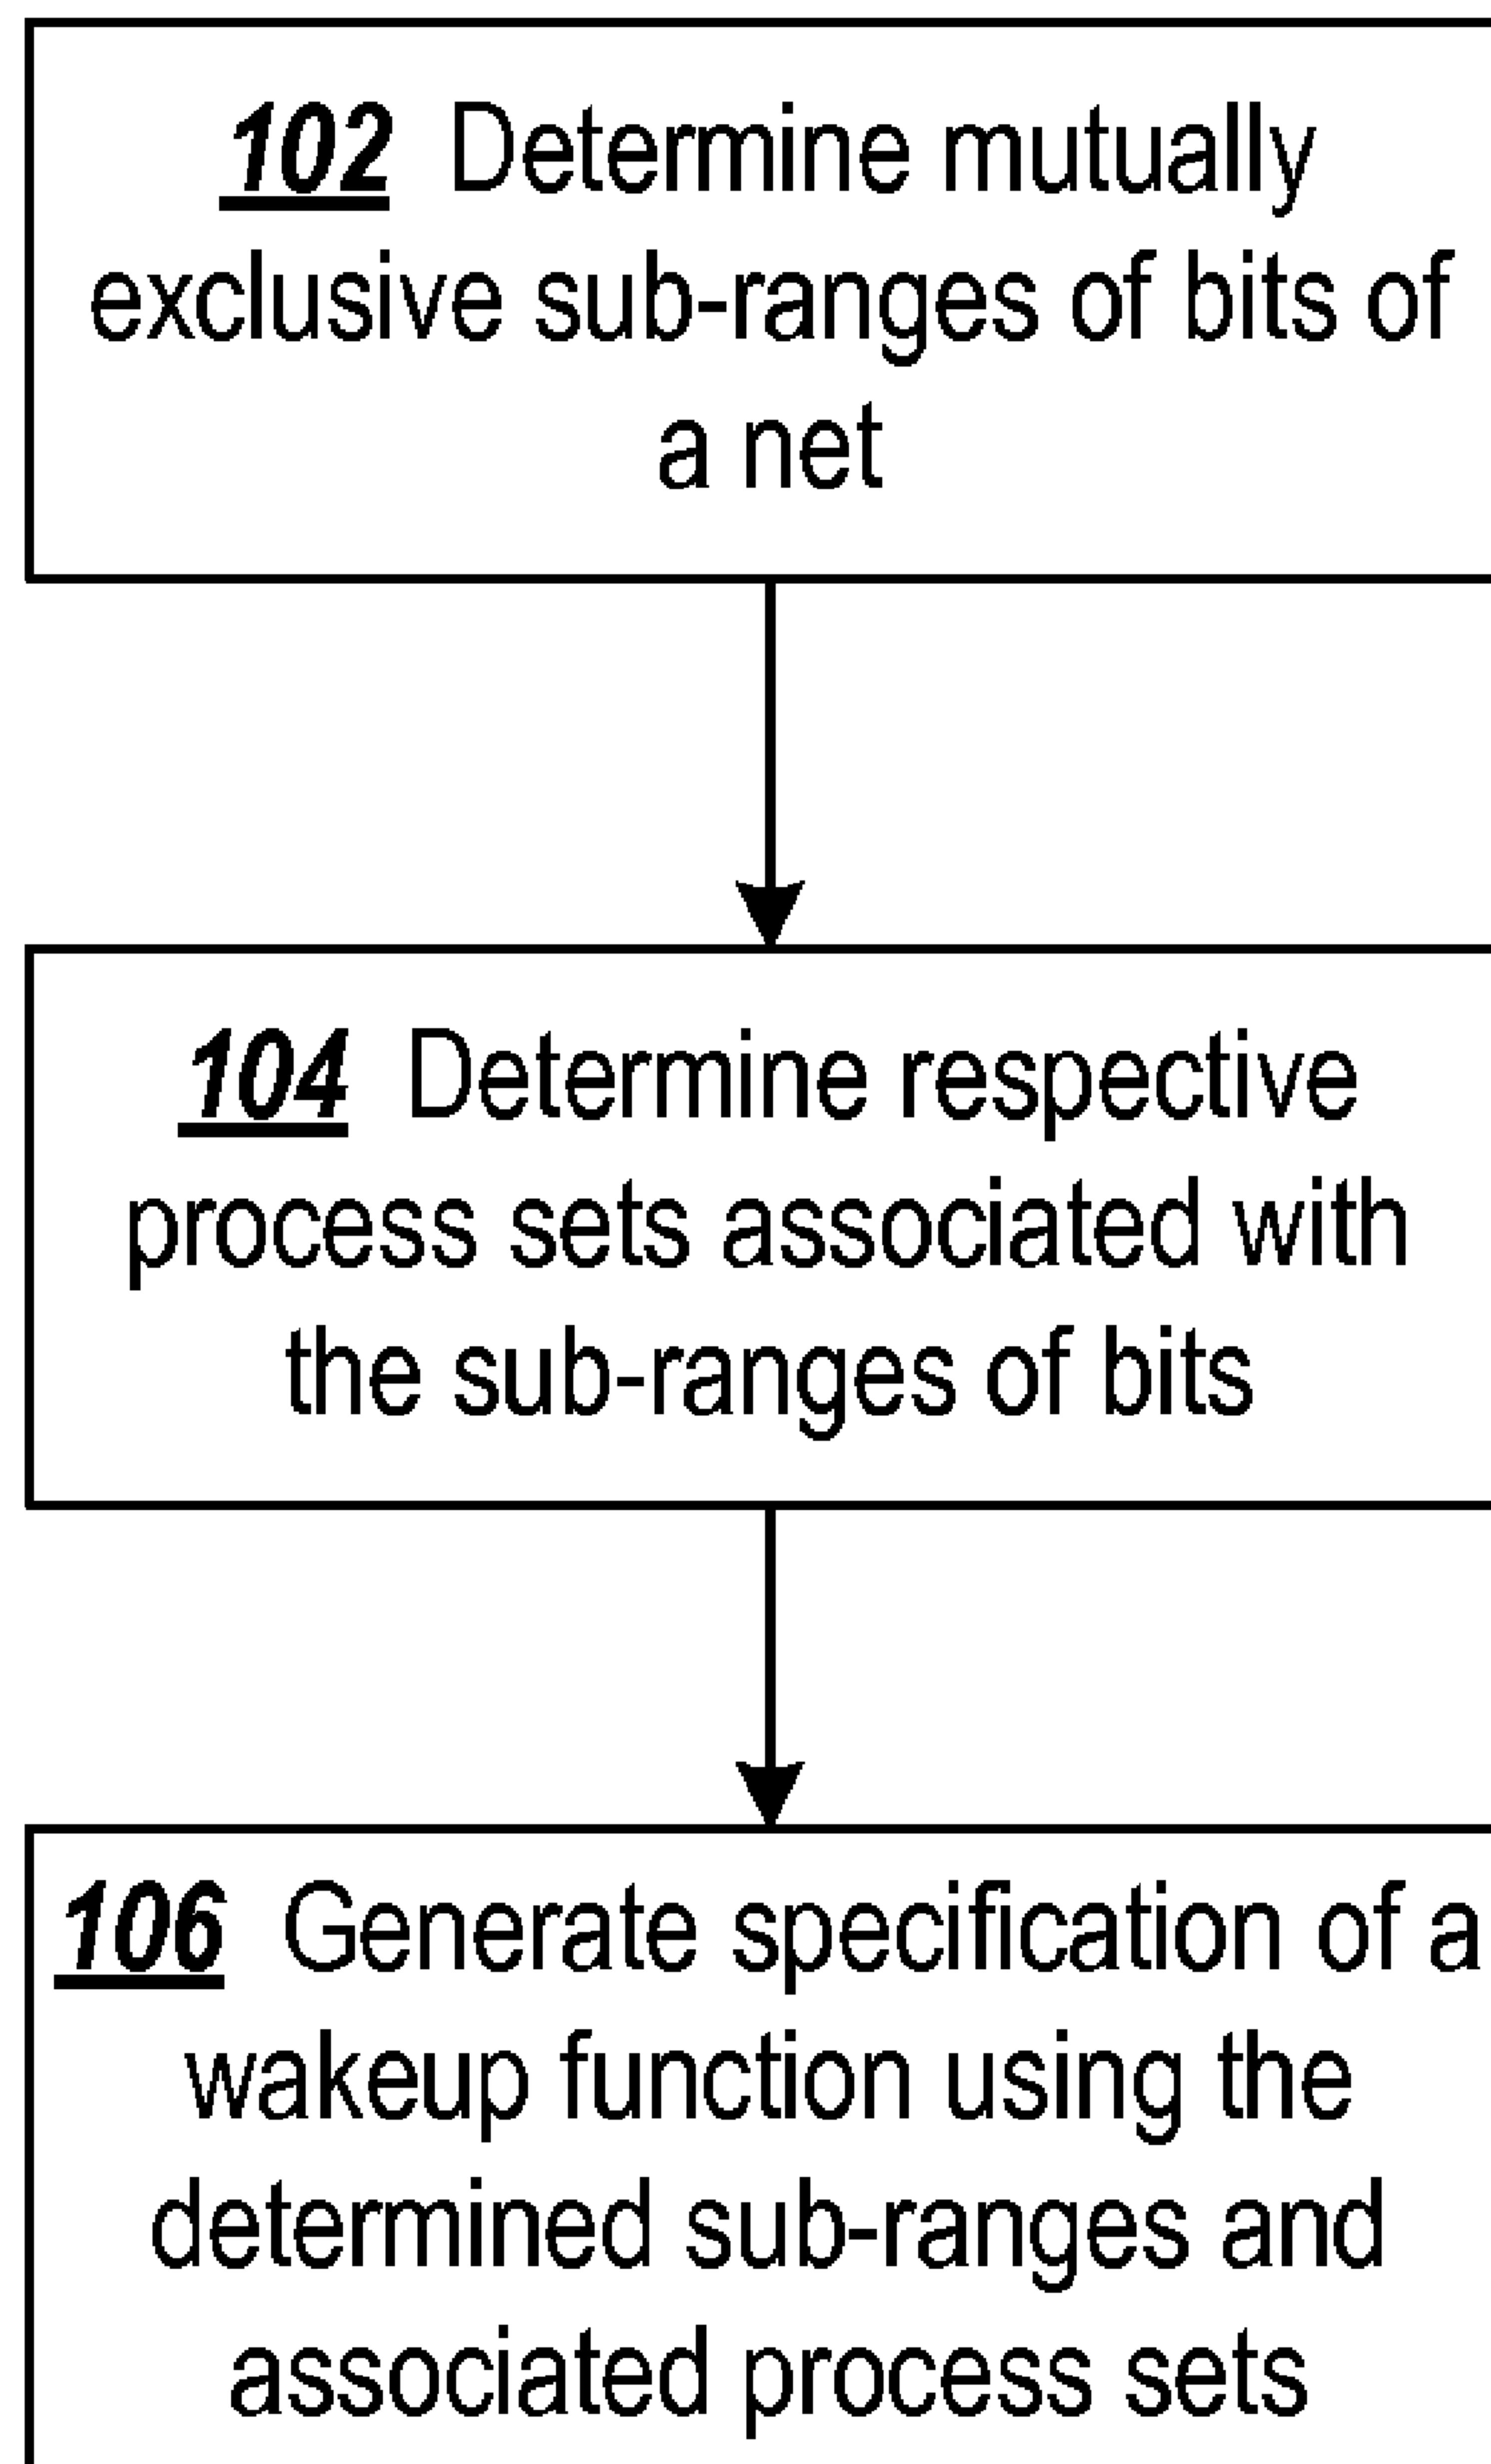 102 Determine mutually
exclusive sub-ranges of bits of
a net
104 Determine respective
process sets associated with
the sub-ranges of bits
106 Generate specification of a
wakeup function using the
determined sub-ranges and
associated process sets